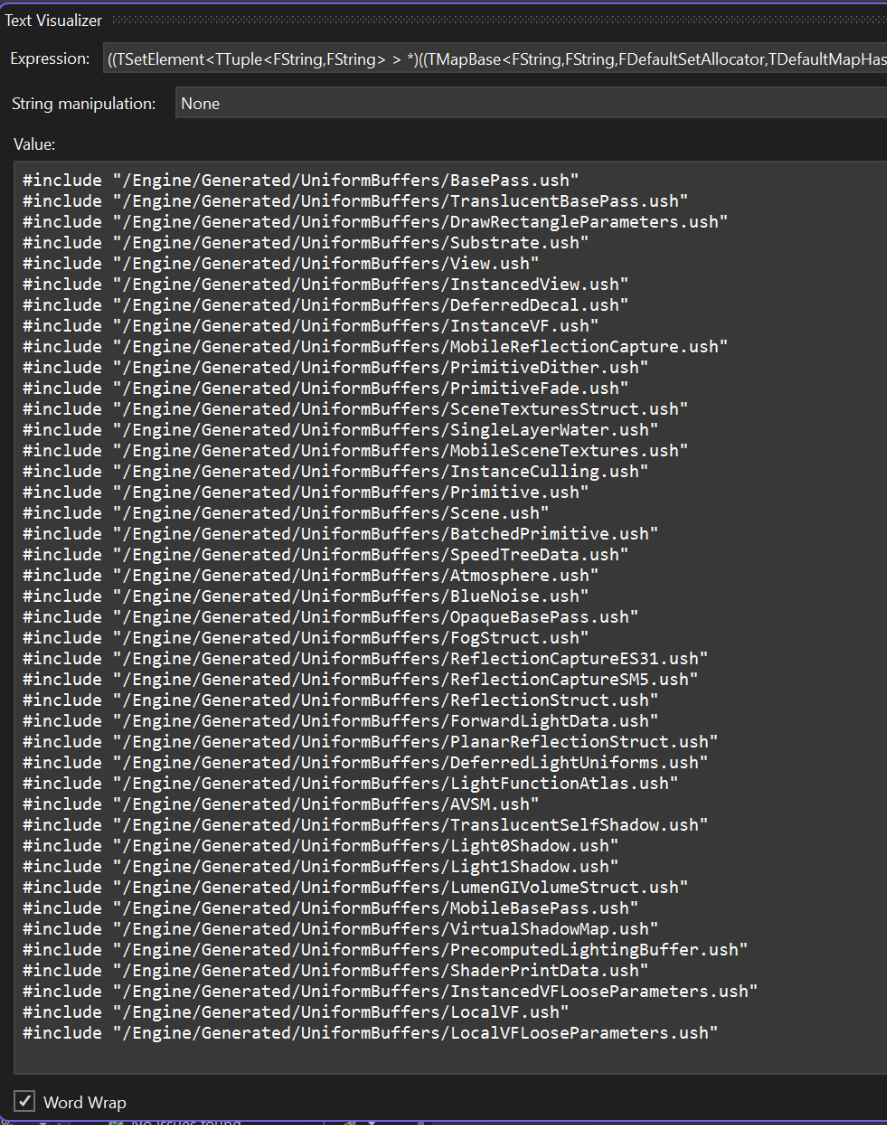 Text Visualizer
Expression: ((TSetElement<TTuple<FString,FString> > *)((TMapBase<FString,FString,FDefaultSetAllocator,TDefaultMapHas
String manipulation: None
Value:
#include "/Engine/Generated/UniformBuffers/BasePass.ush"
#include "/Engine/Generated/UniformBuffers/TranslucentBasePass.ush"
#include "/Engine/Generated/UniformBuffers/DrawRectangleParameters.ush"
#include "/Engine/Generated/UniformBuffers/Substrate.ush"
#include "/Engine/Generated/UniformBuffers/View.ush"
#include "/Engine/Generated/UniformBuffers/InstancedView.ush"
#include "/Engine/Generated/UniformBuffers/DeferredDecal.ush"
#include "/Engine/Generated/UniformBuffers/InstanceVF.ush"
#include "/Engine/Generated/UniformBuffers/MobileReflectionCapture.ush"
#include "/Engine/Generated/UniformBuffers/PrimitiveDither.ush"
#include "/Engine/Generated/UniformBuffers/PrimitiveFade.ush"
#include "/Engine/Generated/UniformBuffers/SceneTexturesStruct.ush"
#include "/Engine/Generated/UniformBuffers/SingleLayerWater.ush"
#include "/Engine/Generated/UniformBuffers/MobileSceneTextures.ush"
#include "/Engine/Generated/UniformBuffers/InstanceCulling.ush"
#include "/Engine/Generated/UniformBuffers/Primitive.ush"
#include "/Engine/Generated/UniformBuffers/Scene.ush"
#include "/Engine/Generated/UniformBuffers/BatchedPrimitive.ush"
#include "/Engine/Generated/UniformBuffers/SpeedTreeData.ush"
#include "/Engine/Generated/UniformBuffers/Atmosphere.ush"
#include "/Engine/Generated/UniformBuffers/BlueNoise.ush"
#include "/Engine/Generated/UniformBuffers/OpaqueBasePass.ush"
#include "/Engine/Generated/UniformBuffers/FogStruct.ush"
#include "/Engine/Generated/UniformBuffers/ReflectionCaptureES31.ush"
#include "/Engine/Generated/UniformBuffers/ReflectionCaptureSM5.ush"
#include "/Engine/Generated/UniformBuffers/ReflectionStruct.ush"
#include "/Engine/Generated/UniformBuffers/ForwardLightData.ush"
#include "/Engine/Generated/UniformBuffers/PlanarReflectionStruct.ush"
#include "/Engine/Generated/UniformBuffers/DeferredLightUniforms.ush"
#include "/Engine/Generated/UniformBuffers/LightFunctionAtlas.ush"
#include "/Engine/Generated/UniformBuffers/AVSM.ush"
#include "/Engine/Generated/UniformBuffers/TranslucentSelfShadow.ush"
#include "/Engine/Generated/UniformBuffers/Light0Shadow.ush"
#include "/Engine/Generated/UniformBuffers/Light1Shadow.ush"
#include "/Engine/Generated/UniformBuffers/LumenGIVolumeStruct.ush"
#include "/Engine/Generated/UniformBuffers/MobileBasePass.ush"
#include "/Engine/Generated/UniformBuffers/VirtualShadowMap.ush"
#include "/Engine/Generated/UniformBuffers/PrecomputedLightingBuffer.ush"
#include "/Engine/Generated/UniformBuffers/ShaderPrintData.ush"
#include "/Engine/Generated/UniformBuffers/InstancedVFLooseParameters.ush"
#include "/Engine/Generated/UniformBuffers/LocalVF.ush"
#include "/Engine/Generated/UniformBuffers/LocalVFLooseParameters.ush"
Word Wrap
No issues found